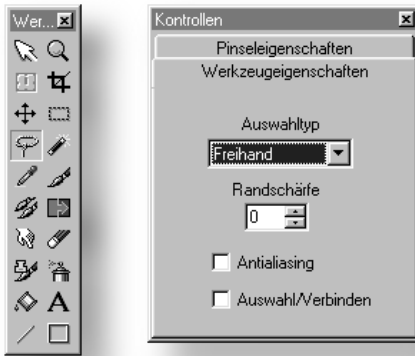 Wer...
A
Kontrollen
Pinseleigenschaften
Werkzeugeigenschaften
Auswahltyp
Freihand
Randschärfe
0
Antialiasing
Auswahl/Verbinden